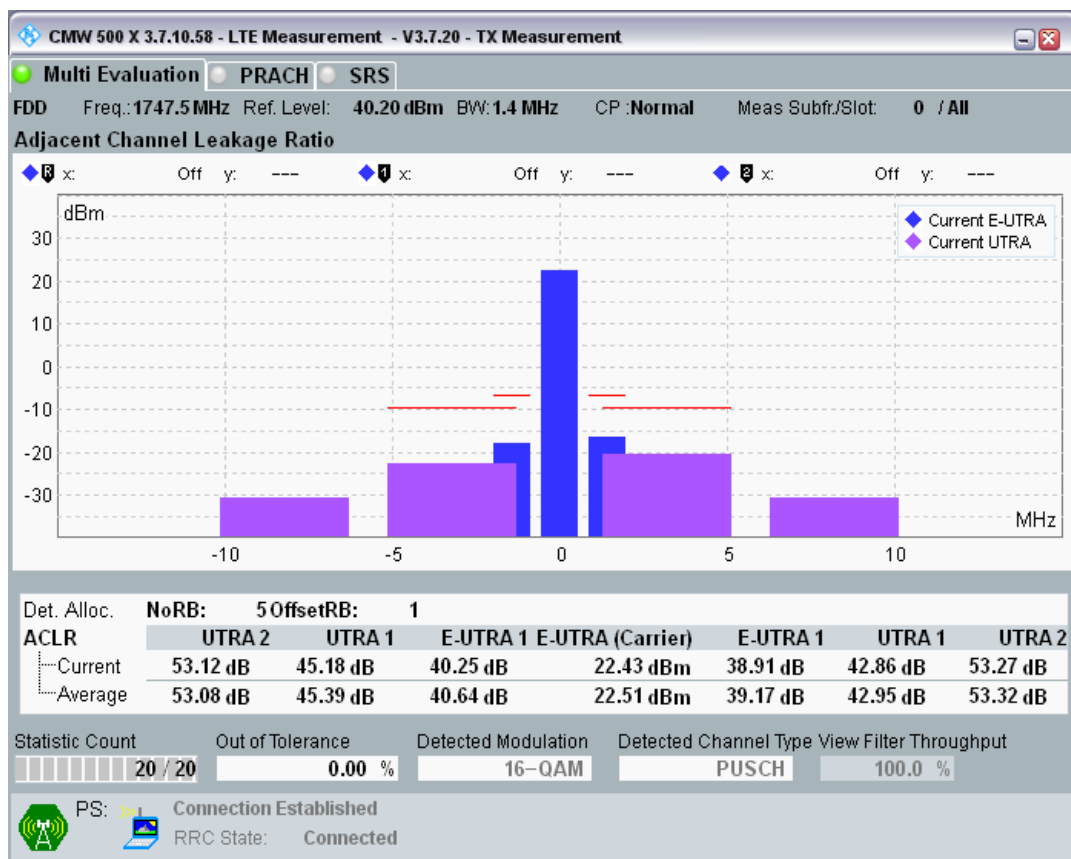 CMW 500 X 3.7.10.58 - LTE Measurement - V3.7.20 - TX Measurement
Multi Evaluation PRACH SRS
FDD Freq.: 1747.5 MHz Ref. Level: 40.20 dBm BW: 1.4 MHz CP :Normal Meas Subfr./Slot: 0 / All
Adjacent Channel Leakage Ratio
R x: Off y: --- 1 x: Off y: --- 2 x: Off y: ---
dBm
Current E-UTRA
Current UTRA
30
20
10
0
-10
-20
-30
MHz
-10 -5 0 5 10
Det. Alloc. NoRB: 5 OffsetRB: 1
ACLR UTRA 2 UTRA 1 E-UTRA 1 E-UTRA (Carrier) E-UTRA 1 UTRA 1 UTRA 2
Current 53.12 dB 45.18 dB 40.25 dB 22.43 dBm 38.91 dB 42.86 dB 53.27 dB
Average 53.08 dB 45.39 dB 40.64 dB 22.51 dBm 39.17 dB 42.95 dB 53.32 dB
Statistic Count Out of Tolerance Detected Modulation Detected Channel Type View Filter Throughput
20 / 20 0.00 % 16-QAM PUSCH 100.0 %
PS: Connection Established
RRC State: Connected